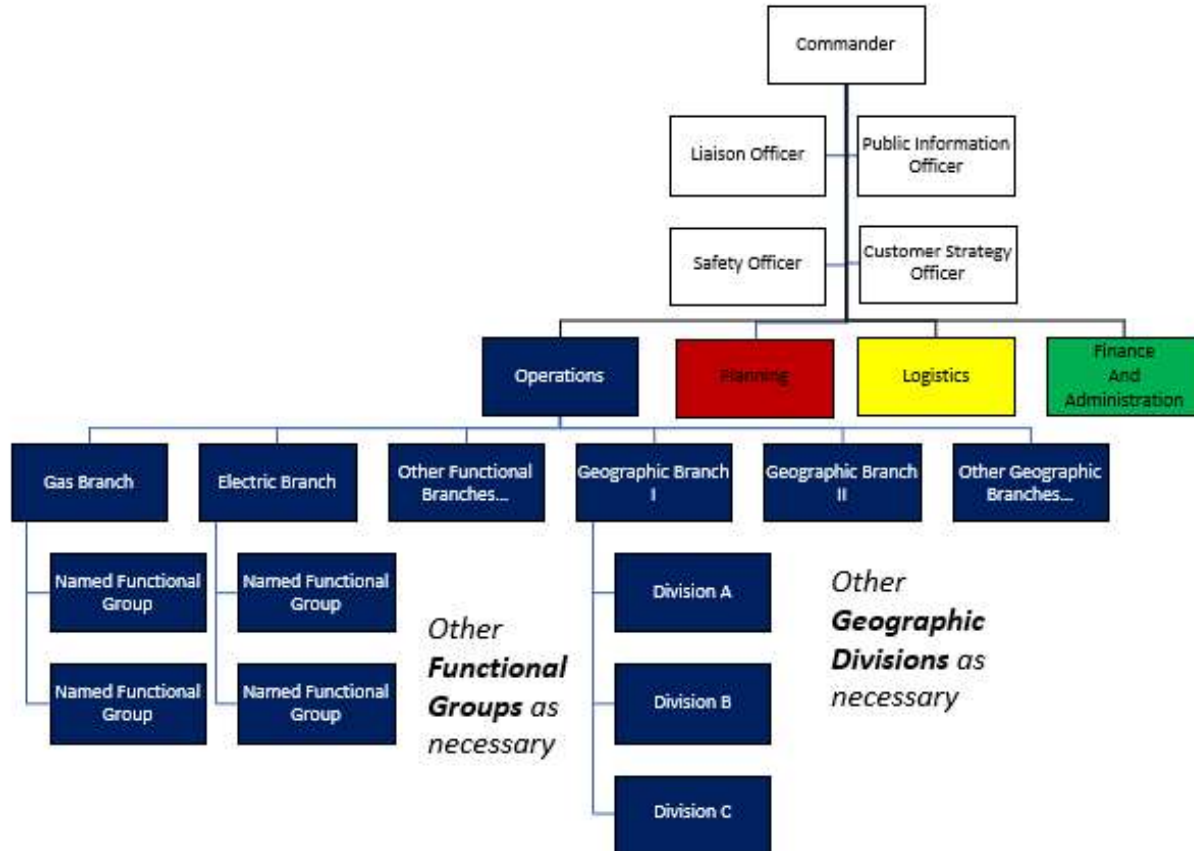 Commander
Liaison Officer
Public Information
Officer
Safety Officer
Customer Strategy
Officer
Operations
Planning
Logistics
Finance
And
Administration
Gas Branch
Electric Branch
Other Functional
Branches...
Geographic Branch
I
Geographic Branch
II
Other Geographic
Branches...
Named Functional
Group
Named Functional
Group
Division A
Other
Geographic
Divisions as
necessary
Other
Functional
Groups as
necessary
Named Functional
Group
Named Functional
Group
Division B
Division C